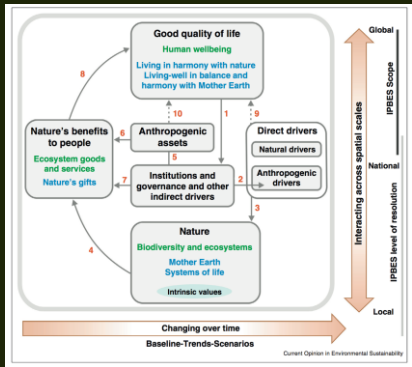 Good quality of life
Human wellbeing
Living in harmony with nature
Living-well in balance and
harmony with Mother Earth
8
10
9
1
Nature's benefits
to people
Ecosystem goods
and services
Nature's gifts
6
Anthropogenic
assets
5
7
Institutions and
governance and other
indirect drivers
2
Direct drivers
Natural drivers
Anthropogenic
drivers
3
4
Nature
Biodiversity and ecosystems
Mother Earth
Systems of life
Intrinsic values
Interacting across spatial scales
Global
National
Local
IPBES Scope
IPBES level of resolution
Changing over time
Baseline-Trends-Scenarios
Current Opinion in Environmental Sustainability